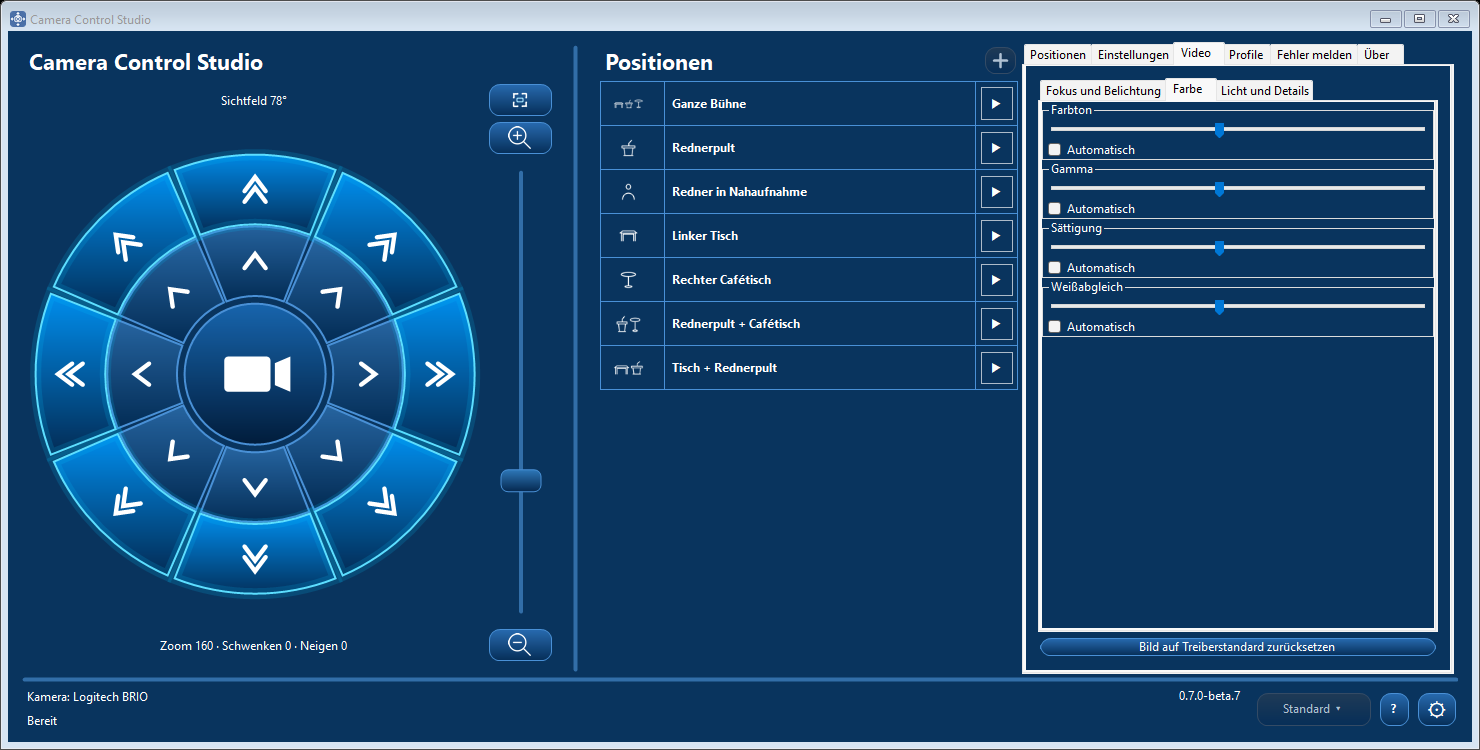 Camera Control Studio
Camera Control Studio
Sichtfeld 78°
Zoom 160 · Schwenken 0 · Neigen 0
Positionen
Ganze Bühne
Rednerpult
Redner in Nahaufnahme
Linker Tisch
Rechter Cafétisch
Rednerpult + Cafétisch
Tisch + Rednerpult
Positionen Einstellungen Video Profile Fehler melden Über
Fokus und Belichtung Farbe Licht und Details
Farbton
Automatisch
Gamma
Automatisch
Sättigung
Automatisch
Weißabgleich
Automatisch
Bild auf Treiberstandard zurücksetzen
Kamera: Logitech BRIO
Bereit
0.7.0-beta.7
Standard
?